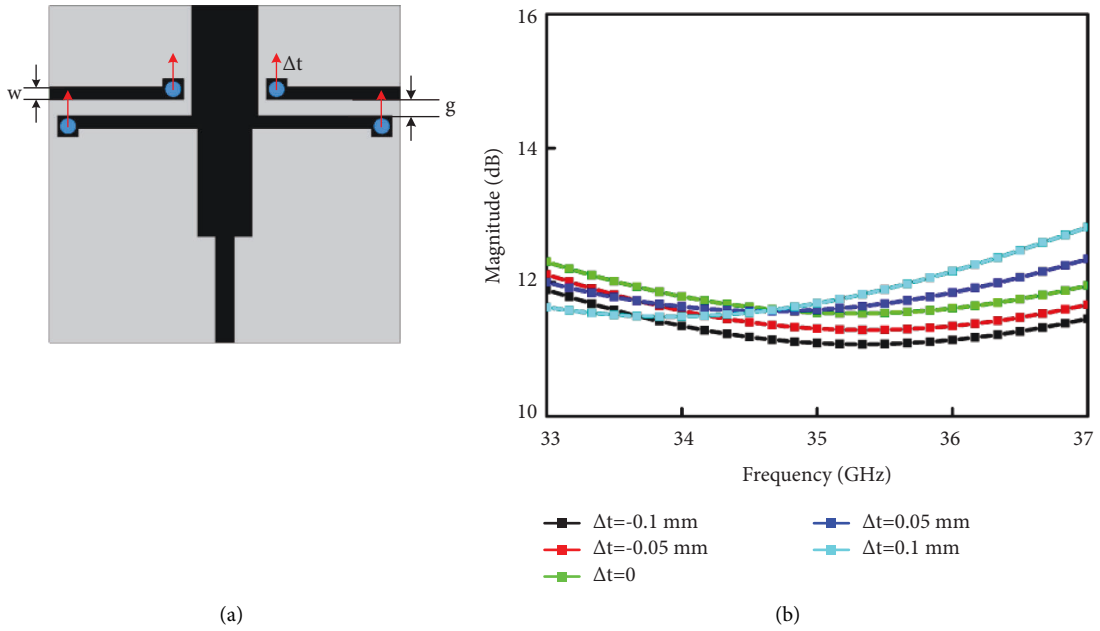 Δt
w
g
16
14
12
10
Magnitude (dB)
33
34
35
36
37
Frequency (GHz)
Δt=-0.1 mm
Δt=-0.05 mm
Δt=0
Δt=0.05 mm
Δt=0.1 mm
(a)
(b)